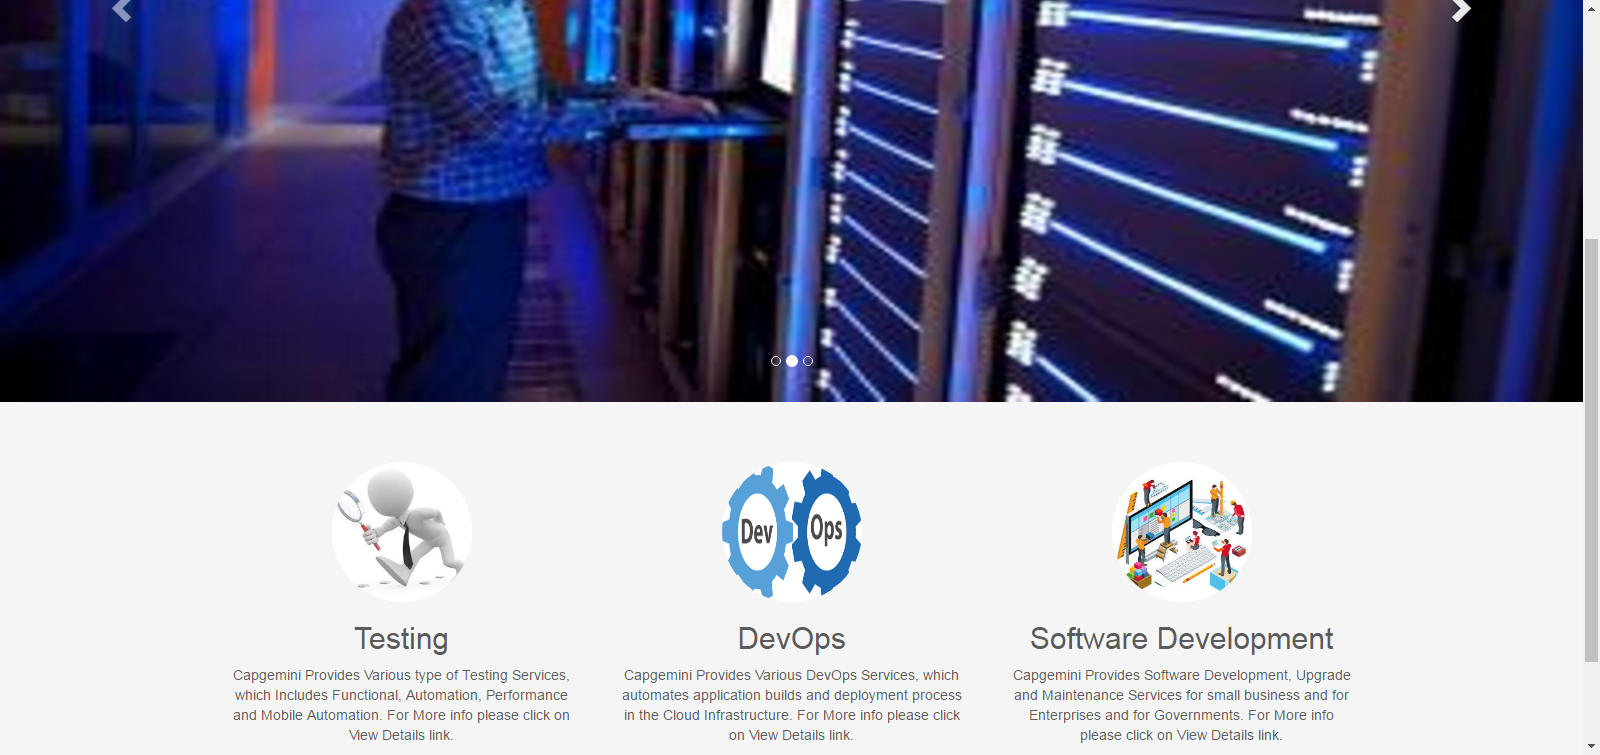 Dev
Ops
Testing
Capgemini Provides Various type of Testing Services,
which Includes Functional, Automation, Performance
and Mobile Automation. For More info please click on
View Details link.
DevOps
Capgemini Provides Various DevOps Services, which
automates application builds and deployment process
in the Cloud Infrastructure. For More info please click
on View Details link.
Software Development
Capgemini Provides Software Development, Upgrade
and Maintenance Services for small business and for
Enterprises and for Governments. For More info
please click on View Details link.